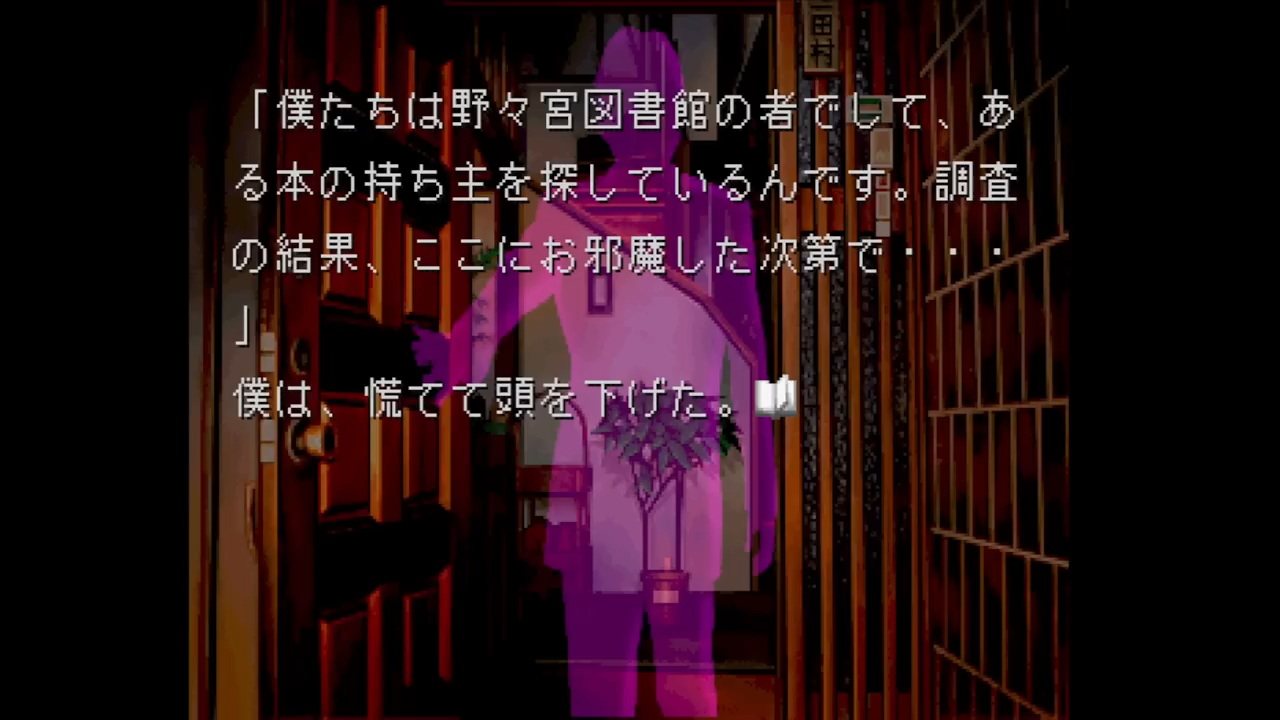 「僕たちは野々宮図書館の者でして、あ
る本の持ち主を探しているんです。調査
の結果、ここにお邪魔した次第で・・・
」
僕は、慌てて頭を下げた。
田村